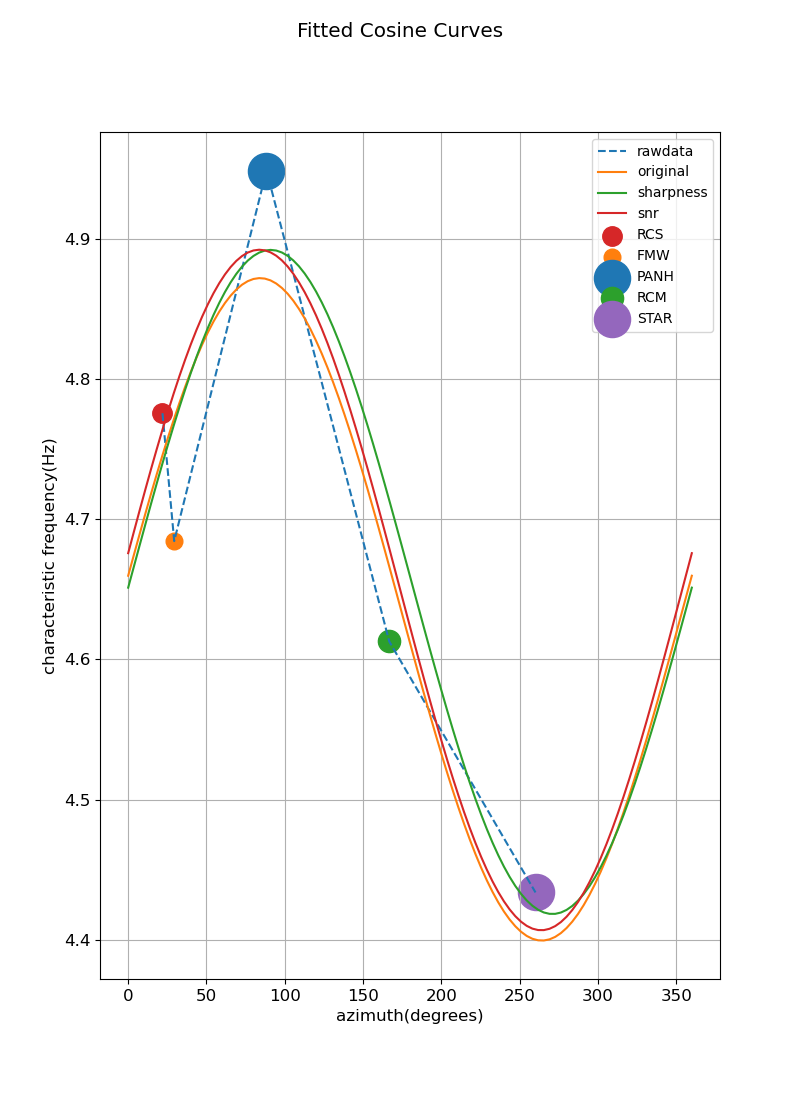 Fitted Cosine Curves
rawdata
original
sharpness
snr
RCS
FMW
PANH
RCM
STAR
characteristic frequency(Hz)
4.9
4.8
4.7
4.6
4.5
4.4
0 50 100 150 200 250 300 350
azimuth(degrees)